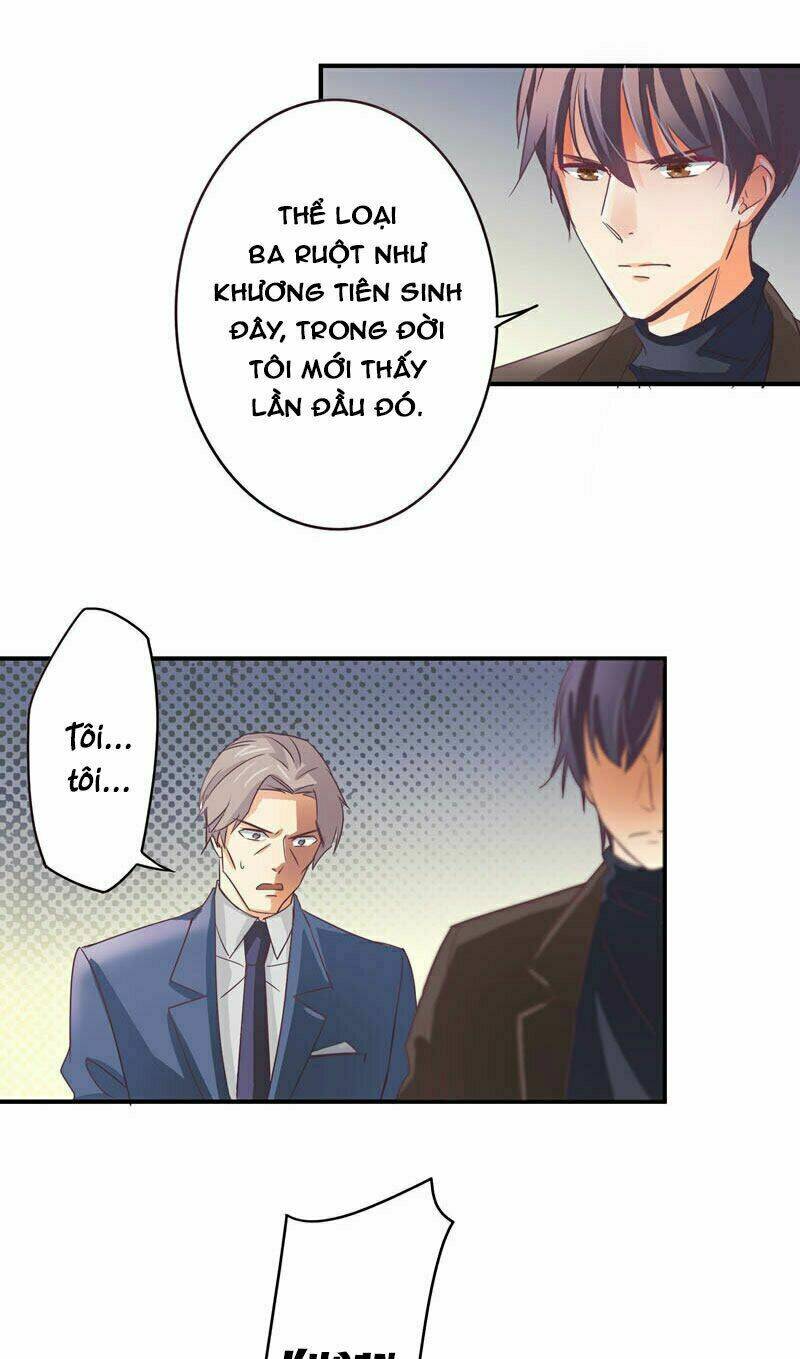 THỂ LOẠI
BA RUỘT NHƯ
KHƯƠNG TIÊN SINH
ĐÂY, TRONG ĐỜI
TÔI MỚI THẤY
LẦN ĐẦU ĐÓ.
Tôi...
tôi...